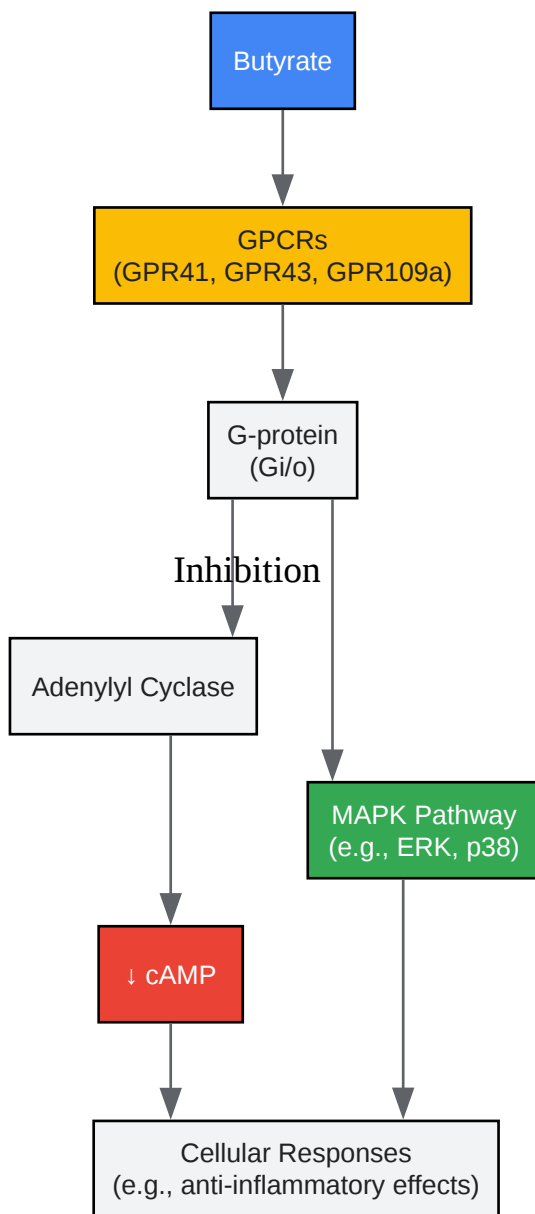 Butyrate
GPCRs
(GPR41, GPR43, GPR109a)
G-protein
(Gi/o)
Inhibition
Adenylyl Cyclase
MAPK Pathway
(e.g., ERK, p38)
↓ cAMP
Cellular Responses
(e.g., anti-inflammatory effects)